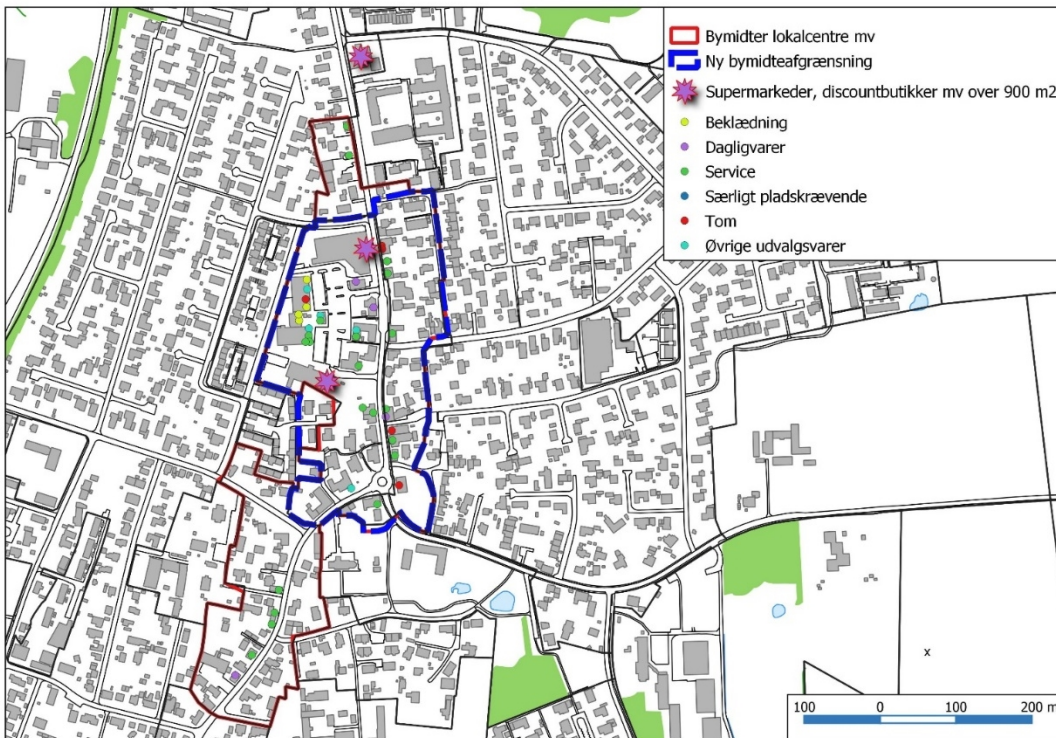 Bymidter lokalcentre mv
Ny bymidteafgrænsning
Supermarkeder, discountbutikker mv over 900 m2
Beklædning
Dagligvarer
Service
Særligt pladskrævende
Tom
Øvrige udvalgsvarer
x
100 0 100 200 m